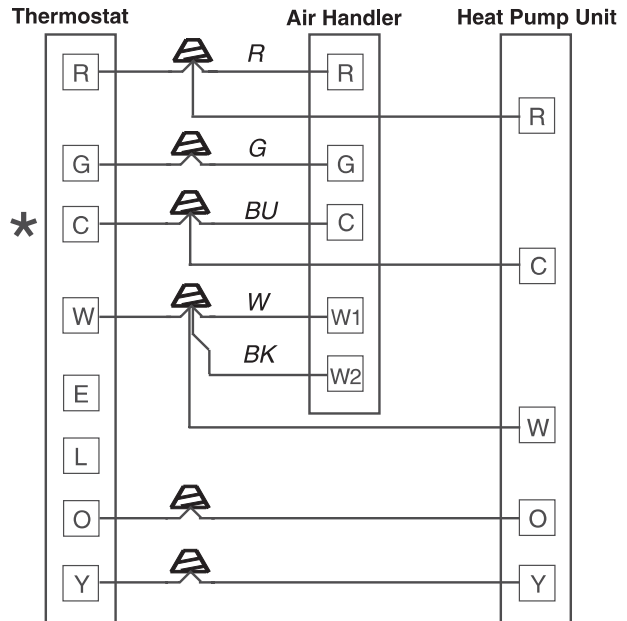 Thermostat Air Handler Heat Pump Unit
R R R
R
G G G
* C BU C
C
W W W1
BK W2
E
W
L
O O
Y Y